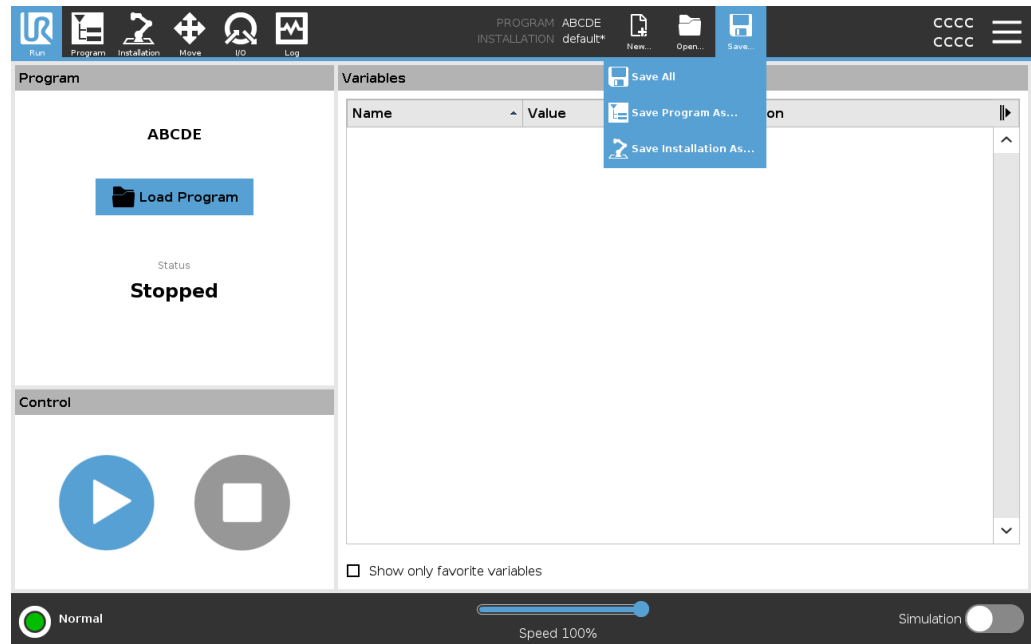 UR
Run
Program
Installation
Move
I/O
Log
PROGRAM ABCDE
INSTALLATION default*
New...
Open...
Save...
CCCC
CCCC
Program
Variables
Save All
Save Program As...
Save Installation As...
Name
Value
on
ABCDE
Load Program
Status
Stopped
Control
Show only favorite variables
Normal
Speed 100%
Simulation